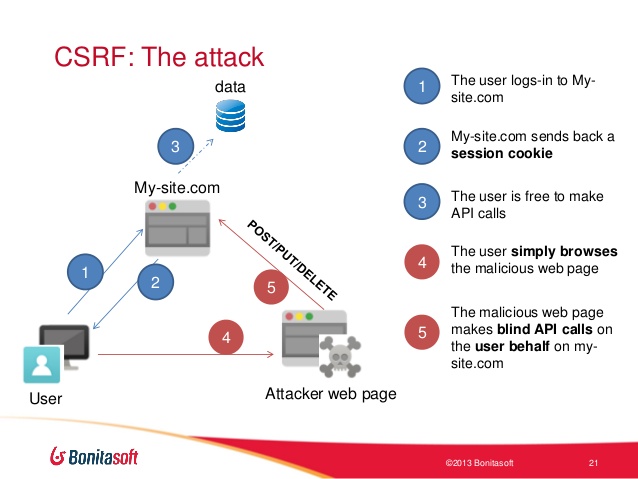 CSRF: The attack
data
3
My-site.com
1
2
POST/PUT/DELETE
5
4
User
Attacker web page
1
The user logs-in to My-
site.com
2
My-site.com sends back a
session cookie
3
The user is free to make
API calls
4
The user simply browses
the malicious web page
5
The malicious web page
makes blind API calls on
the user behalf on my-
site.com
Bonitasoft
©2013 Bonitasoft
21